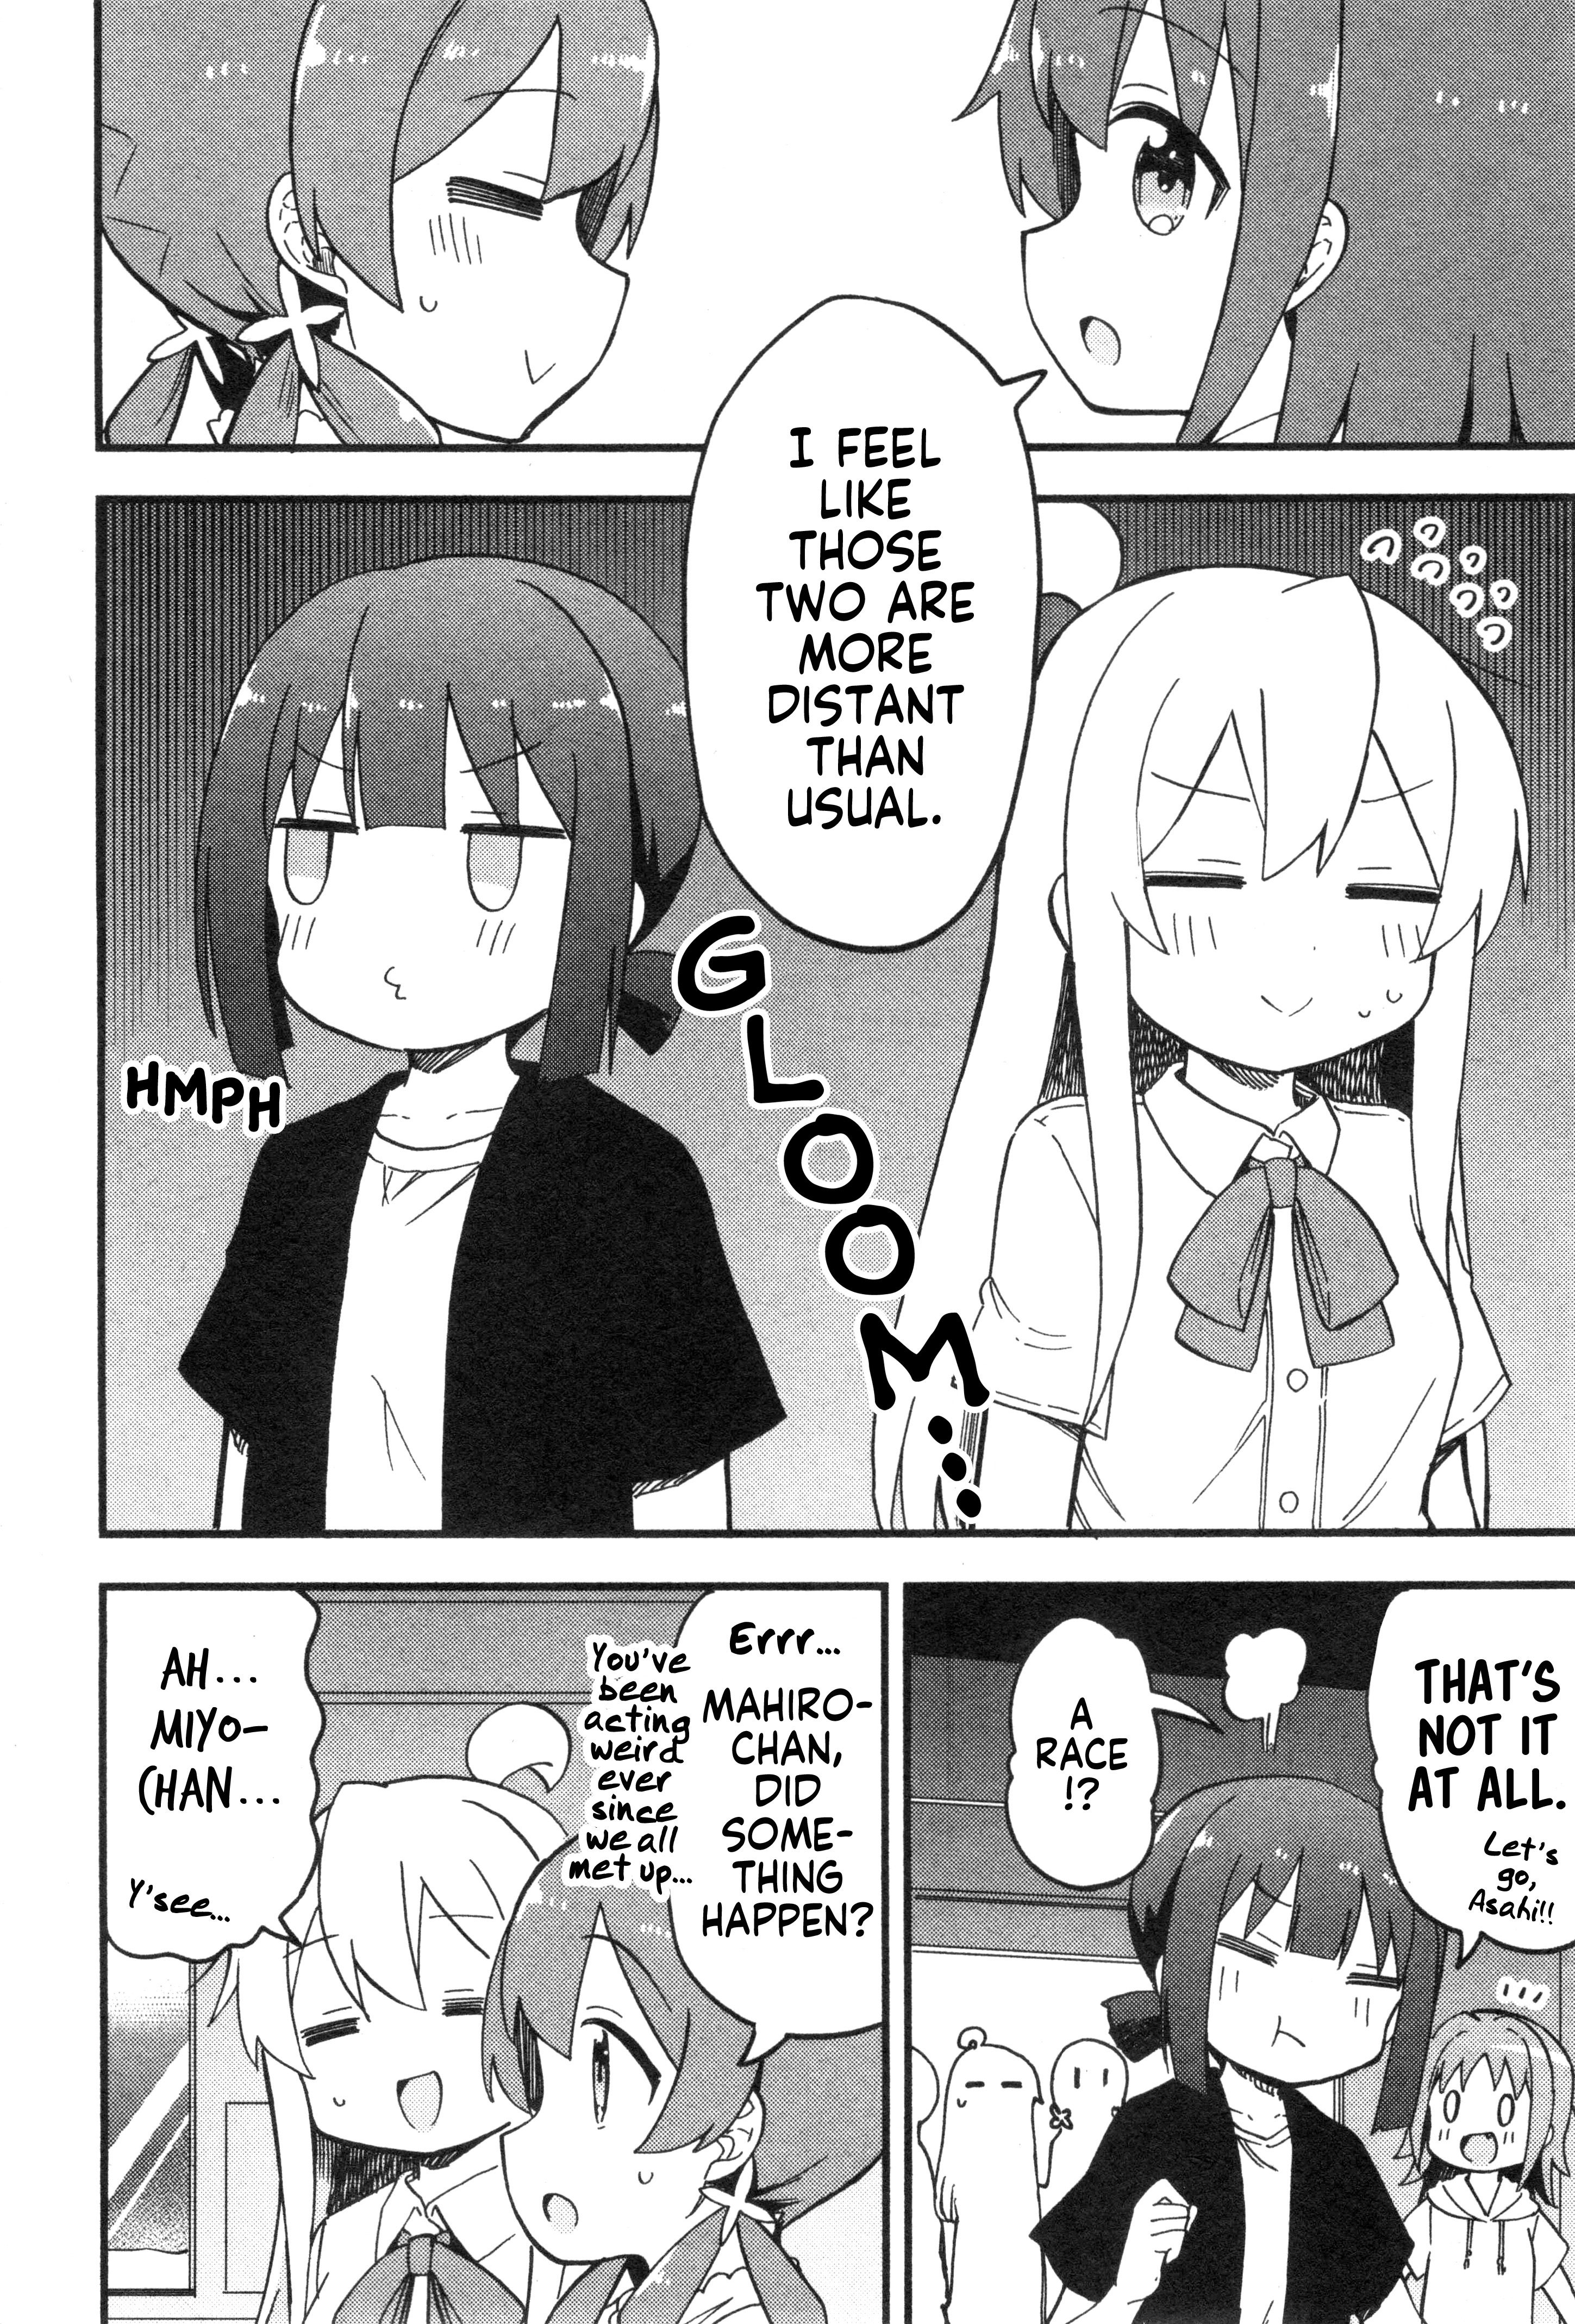 I FEEL
LIKE
THOSE
TWO ARE
MORE
DISTANT
THAN
USUAL.
GLOOM...
HMPH
THAT'S
NOT IT
AT ALL.
Let's
go,
Asahi!!
A
RACE
!?
Errr...
MAHIRO-
CHAN,
DID
SOME-
THING
HAPPEN?
You've
been
acting
weird
ever
since
we all
met up...
AH...
MIYO-
CHAN...
Y'see...